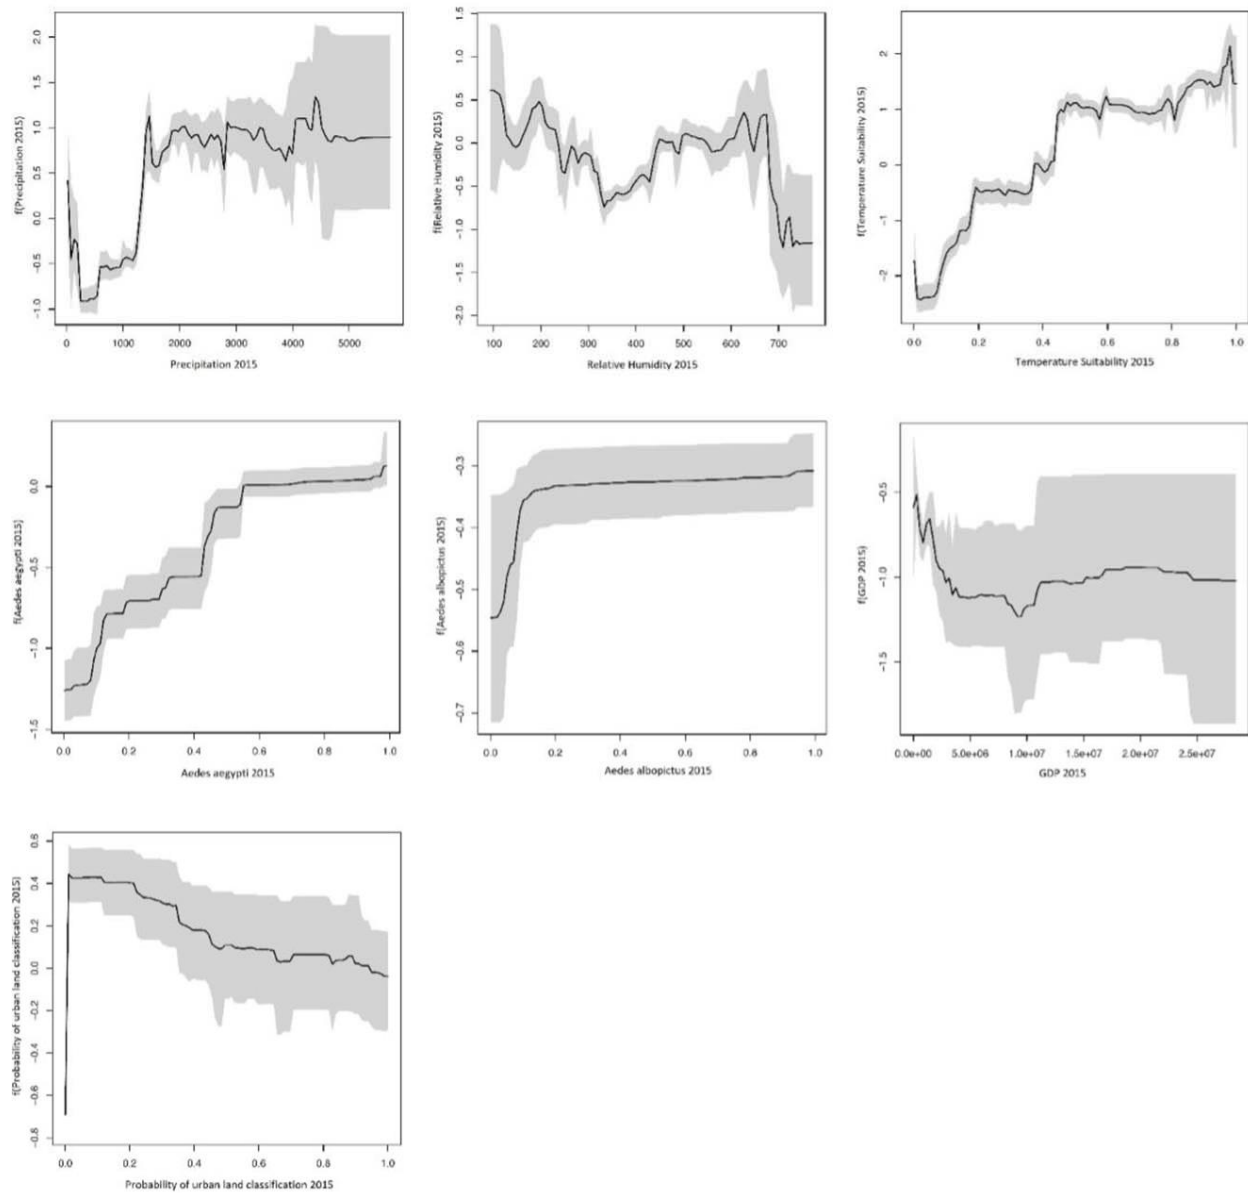 f(Precipitation 2015)
2.0
1.5
1.0
0.5
0.0
−0.5
−1.0
0 1000 2000 3000 4000 5000
Precipitation 2015
f(Relative Humidity 2015)
1.5
1.0
0.5
0.0
−0.5
−1.0
−1.5
−2.0
100 200 300 400 500 600 700
Relative Humidity 2015
f(Temperature Suitability 2015)
2
1
0
−1
−2
0.0 0.2 0.4 0.6 0.8 1.0
Temperature Suitability 2015
f(Aedes aegypti 2015)
0.0
−0.5
−1.0
−1.5
0.0 0.2 0.4 0.6 0.8 1.0
Aedes aegypti 2015
f(Aedes albopictus 2015)
−0.3
−0.4
−0.5
−0.6
−0.7
0.0 0.2 0.4 0.6 0.8 1.0
Aedes albopictus 2015
f(GDP 2015)
−0.5
−1.0
−1.5
0.0e+00 5.0e+06 1.0e+07 1.5e+07 2.0e+07 2.5e+07
GDP 2015
f(Probability of urban land classification 2015)
0.6
0.4
0.2
0.0
−0.2
−0.4
−0.6
−0.8
0.0 0.2 0.4 0.6 0.8 1.0
Probability of urban land classification 2015